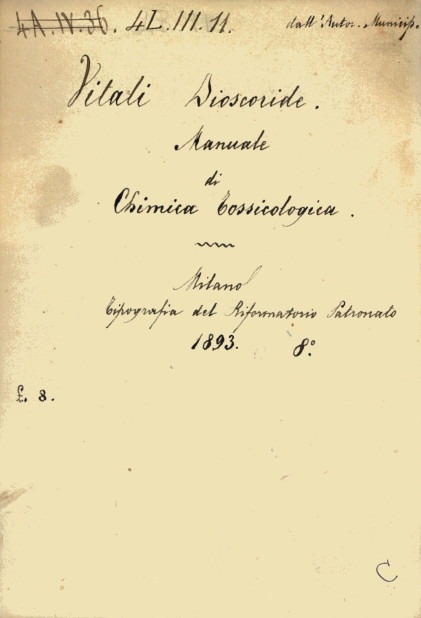 4A.IV.36. 4L.III.11. dall'Autor. Municip.
Vitali Dioscoride.
Manuale
di
Chimica Tossicologica.
Milano
Tipografia del Riformatorio Patronato
1893. 8°.
£. 8.
C